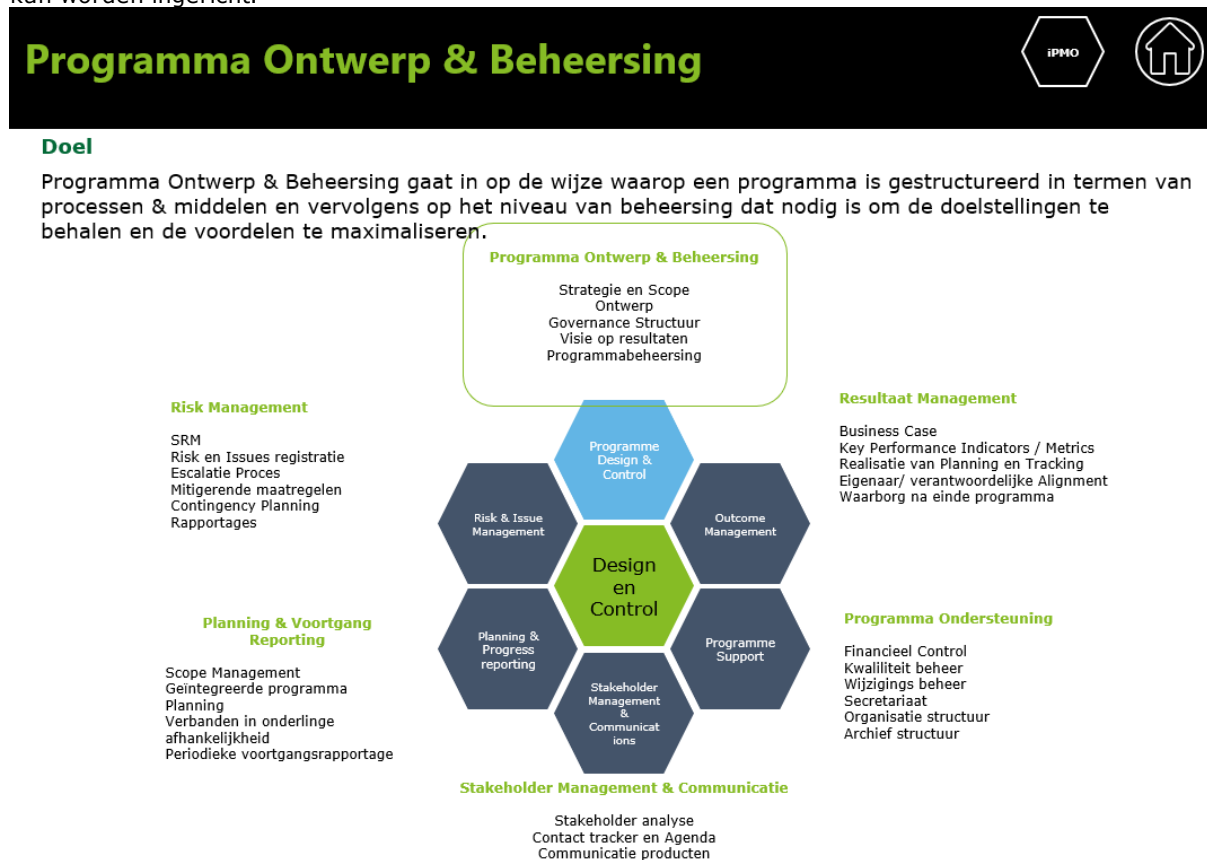 kun worden ingericht.
Programma Ontwerp & Beheersing
iPMO
Doel
Programma Ontwerp & Beheersing gaat in op de wijze waarop een programma is gestructureerd in termen van
processen & middelen en vervolgens op het niveau van beheersing dat nodig is om de doelstellingen te
behalen en de voordelen te maximaliseren.
Programma Ontwerp & Beheersing
Strategie en Scope
Ontwerp
Governance Structuur
Visie op resultaten
Programmabeheersing
Risk Management
SRM
Risk en Issues registratie
Escalatie Proces
Mitigerende maatregelen
Contingency Planning
Rapportages
Resultaat Management
Business Case
Key Performance Indicators / Metrics
Realisatie van Planning en Tracking
Eigenaar/ verantwoordelijke Alignment
Waarborg na einde programma
Programme
Design &
Control
Risk & Issue
Management
Outcome
Management
Design
en
Control
Planning &
Progress
reporting
Programme
Support
Stakeholder
Management
&
Communicat
ions
Planning & Voortgang
Reporting
Scope Management
Geïntegreerde programma
Planning
Verbanden in onderlinge
afhankelijkheid
Periodieke voortgangsrapportage
Programma Ondersteuning
Financieel Control
Kwaliliteit beheer
Wijzigings beheer
Secretariaat
Organisatie structuur
Archief structuur
Stakeholder Management & Communicatie
Stakeholder analyse
Contact tracker en Agenda
Communicatie producten